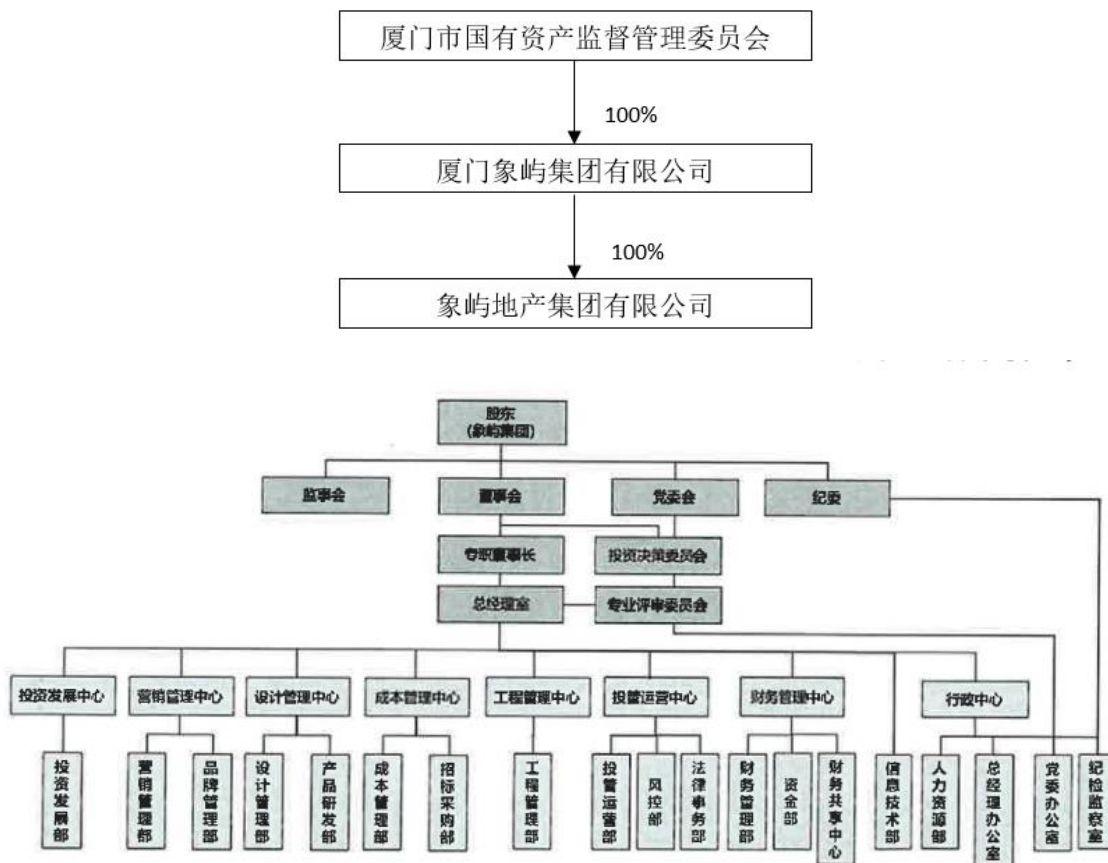 厦门市国有资产监督管理委员会
100%
厦门象屿集团有限公司
100%
象屿地产集团有限公司
股东
(象屿集团)
监事会
董事会
党委会
纪委
专职董事长
投资决策委员会
总经理室
专业评审委员会
投资发展中心
营销管理中心
设计管理中心
成本管理中心
工程管理中心
投管运营中心
财务管理中心
行政中心
投资发展部
营销管理部
品牌管理部
设计管理部
产品研发部
成本管理部
招标采购部
工程管理部
投管运营部
风控部
法律事务部
财务管理部
资金部
财务共享中心
信息技术部
人力资源部
总经理办公室
党委办公室
纪检监察室